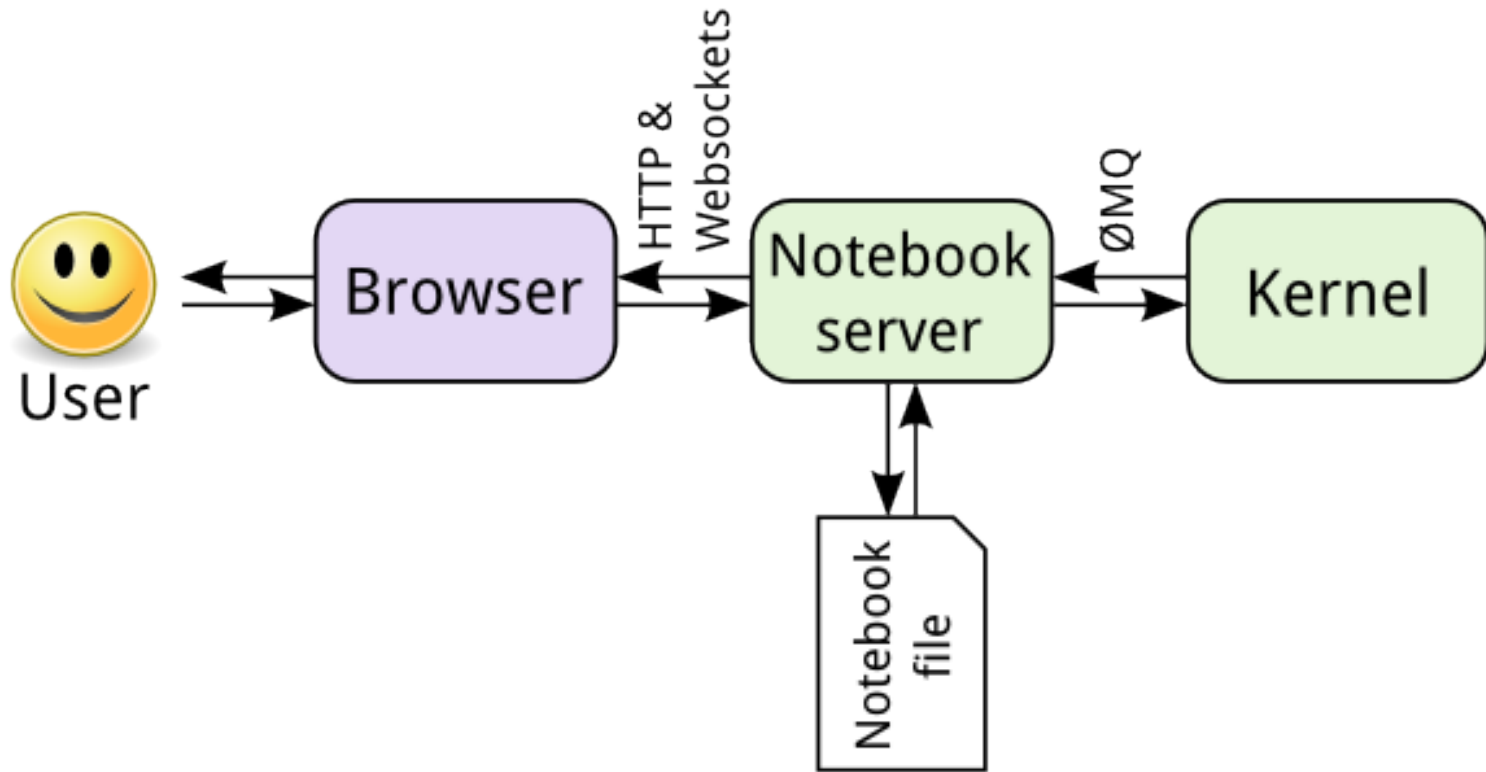 User
Browser
HTTP &
Websockets
Notebook
server
ØMQ
Kernel
Notebook
file